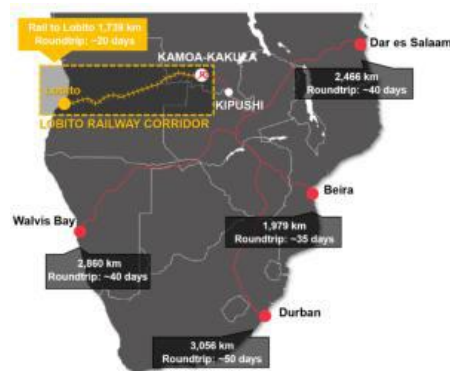 Rail to Lobito 1,739 km
Roundtrip: ~20 days
KAMOA-KAKULA
Dar es Salaam
2,466 km
Roundtrip: ~40 days
Lobito
KIPUSHI
LOBITO RAILWAY CORRIDOR
Beira
1,979 km
Roundtrip: ~35 days
Walvis Bay
2,860 km
Roundtrip: ~40 days
Durban
3,056 km
Roundtrip: ~50 days